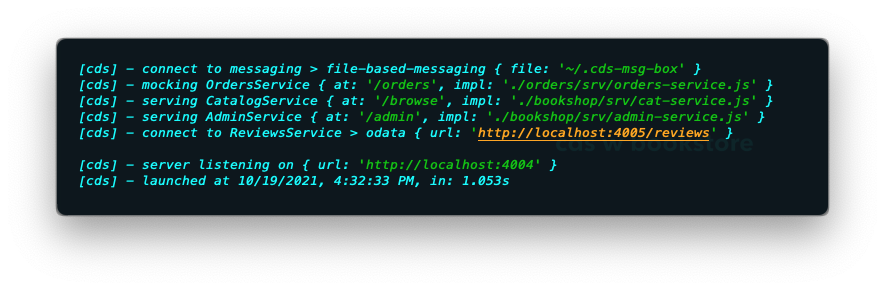 [cds] - connect to messaging > file-based-messaging { file: '~/.cds-msg-box' }
[cds] - mocking OrdersService { at: '/orders', impl: './orders/srv/orders-service.js' }
[cds] - serving CatalogService { at: '/browse', impl: './bookshop/srv/cat-service.js' }
[cds] - serving AdminService { at: '/admin', impl: './bookshop/srv/admin-service.js' }
[cds] - connect to ReviewsService > odata { url: 'http://localhost:4005/reviews' }
cds w bookstore
[cds] - server listening on { url: 'http://localhost:4004' }
[cds] - launched at 10/19/2021, 4:32:33 PM, in: 1.053s